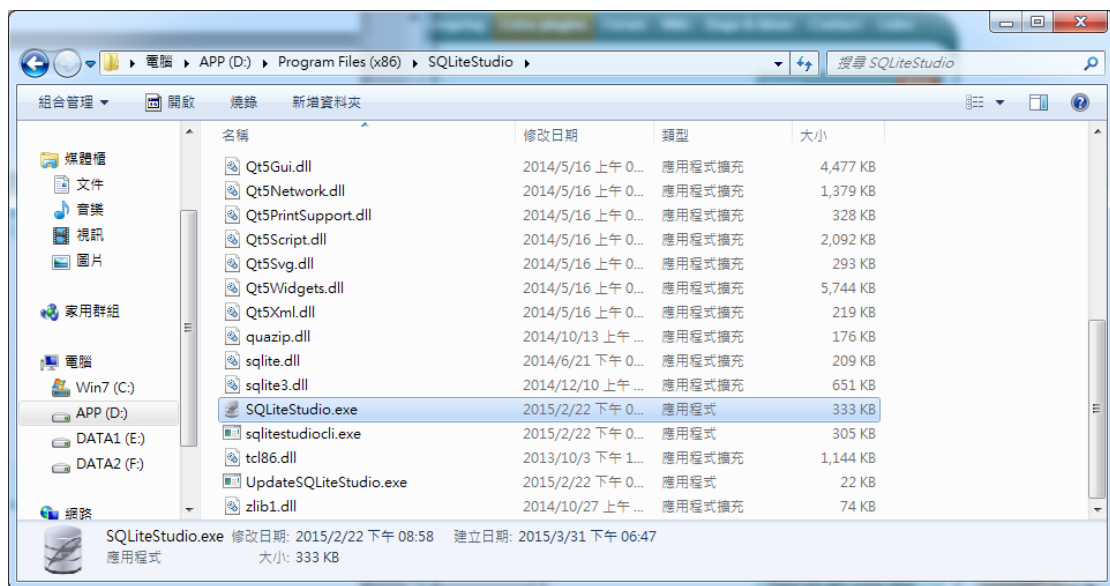 電腦 ▸ APP (D:) ▸ Program Files (x86) ▸ SQLiteStudio ▸ 搜尋 SQLiteStudio
組合管理 ▼ 開啟 燒錄 新增資料夾
名稱 修改日期 類型 大小
媒體櫃
文件
音樂
視訊
圖片
家用群組
電腦
Win7 (C:)
APP (D:)
DATA1 (E:)
DATA2 (F:)
網路
Qt5Gui.dll 2014/5/16 上午 0... 應用程式擴充 4,477 KB
Qt5Network.dll 2014/5/16 上午 0... 應用程式擴充 1,379 KB
Qt5PrintSupport.dll 2014/5/16 上午 0... 應用程式擴充 328 KB
Qt5Script.dll 2014/5/16 上午 0... 應用程式擴充 2,092 KB
Qt5Svg.dll 2014/5/16 上午 0... 應用程式擴充 293 KB
Qt5Widgets.dll 2014/5/16 上午 0... 應用程式擴充 5,744 KB
Qt5Xml.dll 2014/5/16 上午 0... 應用程式擴充 219 KB
quazip.dll 2014/10/13 上午 ... 應用程式擴充 176 KB
sqlite.dll 2014/6/21 下午 0... 應用程式擴充 209 KB
sqlite3.dll 2014/12/10 上午 ... 應用程式擴充 651 KB
SQLiteStudio.exe 2015/2/22 下午 0... 應用程式 333 KB
sqlitestudiocli.exe 2015/2/22 下午 0... 應用程式 305 KB
tcl86.dll 2013/10/3 下午 1... 應用程式擴充 1,144 KB
UpdateSQLiteStudio.exe 2015/2/22 下午 0... 應用程式 22 KB
zlib1.dll 2014/10/27 上午 ... 應用程式擴充 74 KB
SQLiteStudio.exe 修改日期: 2015/2/22 下午 08:58 建立日期: 2015/3/31 下午 06:47
應用程式 大小: 333 KB